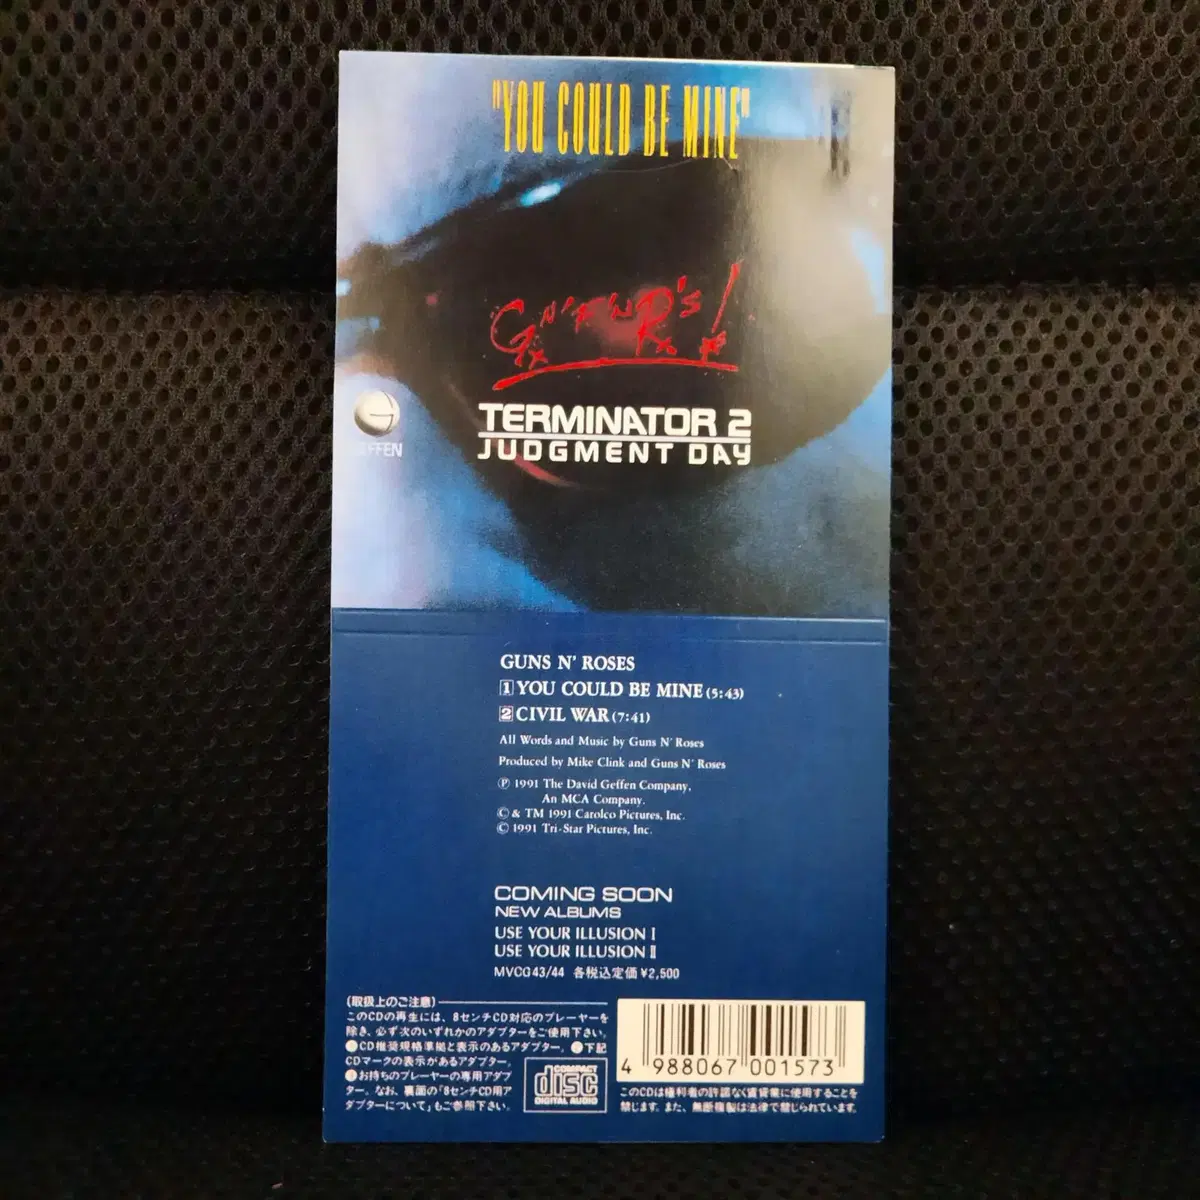 "YOU COULD BE MINE"
GN'FN'R's!
GEFFEN
TERMINATOR 2
JUDGMENT DAY
GUNS N' ROSES
1 YOU COULD BE MINE (5:43)
2 CIVIL WAR (7:41)
All Words and Music by Guns N' Roses
Produced by Mike Clink and Guns N' Roses
Ⓟ 1991 The David Geffen Company,
An MCA Company.
© & TM 1991 Carolco Pictures, Inc.
© 1991 Tri-Star Pictures, Inc.
COMING SOON
NEW ALBUMS
USE YOUR ILLUSION I
USE YOUR ILLUSION II
MVCG43/44 各税込定価¥2,500
(取扱上のご注意)
このCDの再生には、8センチCD対応のプレーヤーを
除き、必ず次のいずれかのアダプターをご使用下さい。
❶CD推奨規格準拠と表示のあるアダプター。❷下記
CDマークの表示があるアダプター。
❸お持ちのプレーヤーの専用アダプ
ター。なお、裏面の「8センチCD用ア
ダプターについて」もご参照下さい。
COMPACT
disc
DIGITAL AUDIO
4 988067 001573
このCDは権利者の許諾なく賃貸業に使用することを
禁じます。また、無断複製は法律で禁じられています。